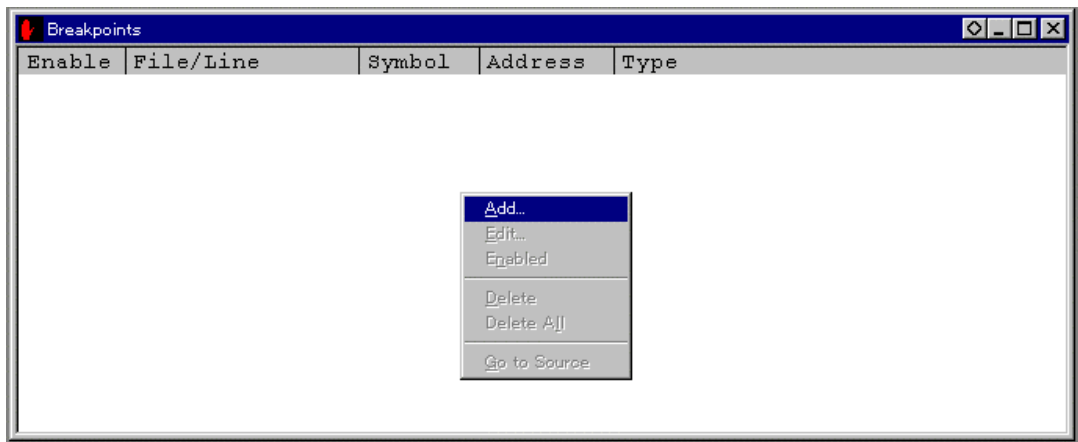 Breakpoints
Enable File/Line Symbol Address Type
Add...
Edit...
Enabled
Delete
Delete All
Go to Source